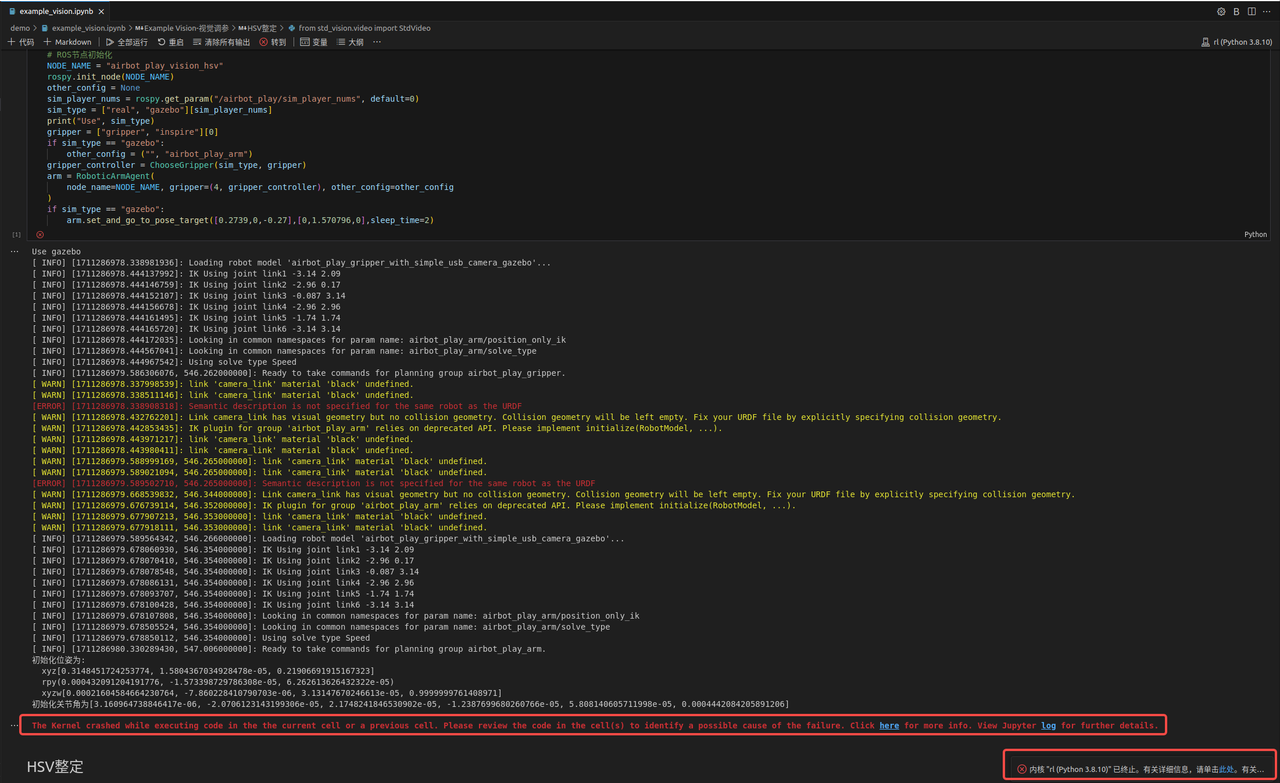 example_vision.ipynb
demo > example_vision.ipynb > M↓Example Vision-视觉调参 > M↓HSV整定 > from std_vision.video import StdVideo
+ 代码 + Markdown 全部运行 重启 清除所有输出 转到 变量 大纲 ... rl (Python 3.8.10)
# ROS节点初始化
NODE_NAME = "airbot_play_vision_hsv"
rospy.init_node(NODE_NAME)
other_config = None
sim_player_nums = rospy.get_param("/airbot_play/sim_player_nums", default=0)
sim_type = ["real", "gazebo"][sim_player_nums]
print("Use", sim_type)
gripper = ["gripper", "inspire"][0]
if sim_type == "gazebo":
other_config = ("", "airbot_play_arm")
gripper_controller = ChooseGripper(sim_type, gripper)
arm = RoboticArmAgent(
node_name=NODE_NAME, gripper=(4, gripper_controller), other_config=other_config
)
if sim_type == "gazebo":
arm.set_and_go_to_pose_target([0.2739,0,-0.27],[0,1.570796,0],sleep_time=2)
[1] Python
... Use gazebo
[ INFO] [1711286978.338981936]: Loading robot model 'airbot_play_gripper_with_simple_usb_camera_gazebo'...
[ INFO] [1711286978.444137992]: IK Using joint link1 -3.14 2.09
[ INFO] [1711286978.444146759]: IK Using joint link2 -2.96 0.17
[ INFO] [1711286978.444152107]: IK Using joint link3 -0.087 3.14
[ INFO] [1711286978.444156678]: IK Using joint link4 -2.96 2.96
[ INFO] [1711286978.444161495]: IK Using joint link5 -1.74 1.74
[ INFO] [1711286978.444165720]: IK Using joint link6 -3.14 3.14
[ INFO] [1711286978.444172035]: Looking in common namespaces for param name: airbot_play_arm/position_only_ik
[ INFO] [1711286978.444567041]: Looking in common namespaces for param name: airbot_play_arm/solve_type
[ INFO] [1711286978.444967542]: Using solve type Speed
[ INFO] [1711286979.586306076, 546.262000000]: Ready to take commands for planning group airbot_play_gripper.
[ WARN] [1711286978.337998539]: link 'camera_link' material 'black' undefined.
[ WARN] [1711286978.338511146]: link 'camera_link' material 'black' undefined.
[ERROR] [1711286978.338908318]: Semantic description is not specified for the same robot as the URDF
[ WARN] [1711286978.432762201]: Link camera_link has visual geometry but no collision geometry. Collision geometry will be left empty. Fix your URDF file by explicitly specifying collision geometry.
[ WARN] [1711286978.442853435]: IK plugin for group 'airbot_play_arm' relies on deprecated API. Please implement initialize(RobotModel, ...).
[ WARN] [1711286978.443971217]: link 'camera_link' material 'black' undefined.
[ WARN] [1711286978.443980411]: link 'camera_link' material 'black' undefined.
[ WARN] [1711286979.588999169, 546.265000000]: link 'camera_link' material 'black' undefined.
[ WARN] [1711286979.589021094, 546.265000000]: link 'camera_link' material 'black' undefined.
[ERROR] [1711286979.589502710, 546.265000000]: Semantic description is not specified for the same robot as the URDF
[ WARN] [1711286979.668539832, 546.344000000]: Link camera_link has visual geometry but no collision geometry. Collision geometry will be left empty. Fix your URDF file by explicitly specifying collision geometry.
[ WARN] [1711286979.676739114, 546.352000000]: IK plugin for group 'airbot_play_arm' relies on deprecated API. Please implement initialize(RobotModel, ...).
[ WARN] [1711286979.677907213, 546.353000000]: link 'camera_link' material 'black' undefined.
[ WARN] [1711286979.677918111, 546.353000000]: link 'camera_link' material 'black' undefined.
[ INFO] [1711286979.589564342, 546.266000000]: Loading robot model 'airbot_play_gripper_with_simple_usb_camera_gazebo'...
[ INFO] [1711286979.678060930, 546.354000000]: IK Using joint link1 -3.14 2.09
[ INFO] [1711286979.678070410, 546.354000000]: IK Using joint link2 -2.96 0.17
[ INFO] [1711286979.678078548, 546.354000000]: IK Using joint link3 -0.087 3.14
[ INFO] [1711286979.678086131, 546.354000000]: IK Using joint link4 -2.96 2.96
[ INFO] [1711286979.678093707, 546.354000000]: IK Using joint link5 -1.74 1.74
[ INFO] [1711286979.678100428, 546.354000000]: IK Using joint link6 -3.14 3.14
[ INFO] [1711286979.678107808, 546.354000000]: Looking in common namespaces for param name: airbot_play_arm/position_only_ik
[ INFO] [1711286979.678505524, 546.354000000]: Looking in common namespaces for param name: airbot_play_arm/solve_type
[ INFO] [1711286979.678850112, 546.354000000]: Using solve type Speed
[ INFO] [1711286980.330289430, 547.006000000]: Ready to take commands for planning group airbot_play_arm.
初始化位姿为:
xyz[0.3148451724253774, 1.5804367034928478e-05, 0.21906691915167323]
rpy(0.000432091204191776, -1.573398729786308e-05, 6.262613626432322e-05)
xyzw[0.00021604584664230764, -7.860228410790703e-06, 3.13147670246613e-05, 0.9999999761408971]
初始化关节角为[3.160964738846417e-06, -2.0706123143199306e-05, 2.1748241846530902e-05, -1.2387699680260766e-05, 5.808140605711998e-05, 0.0004442084205891206]
... The Kernel crashed while executing code in the the current cell or a previous cell. Please review the code in the cell(s) to identify a possible cause of the failure. Click here for more info. View Jupyter log for further details.
HSV整定
内核 "rl (Python 3.8.10)" 已终止。有关详细信息，请单击此处。有关...